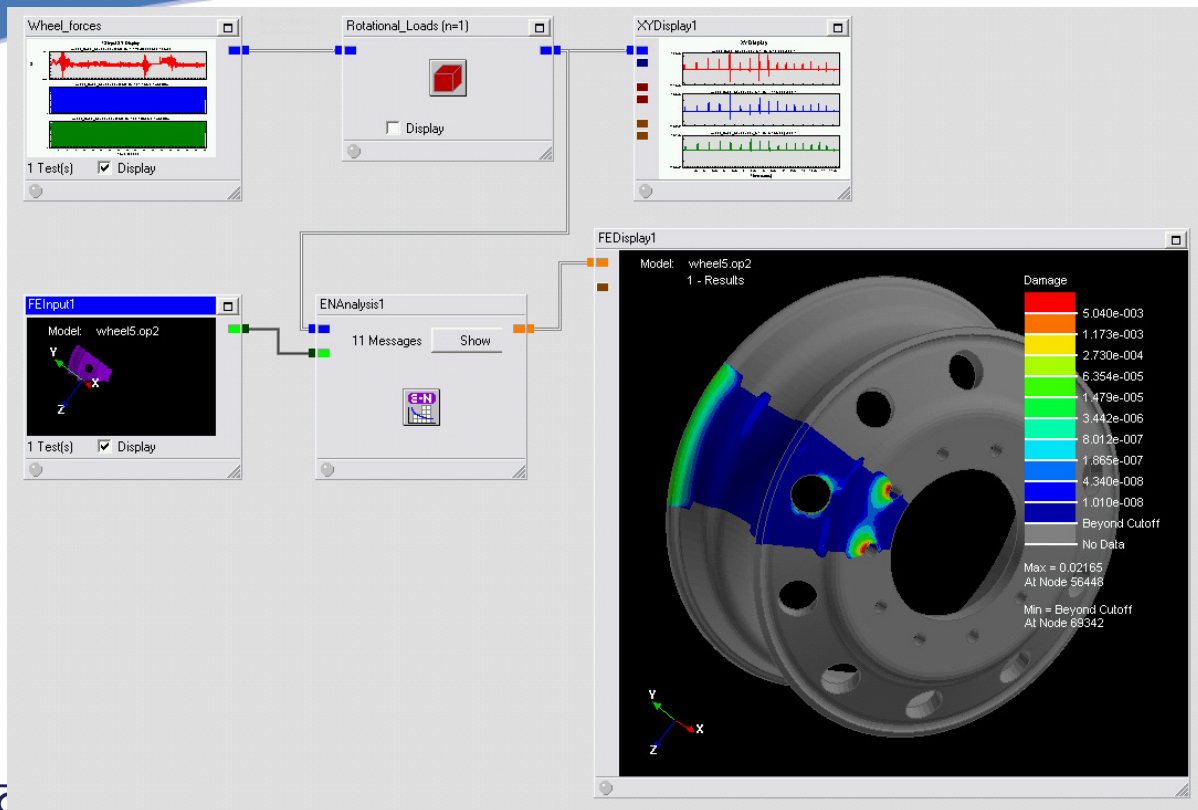 Wheel_forces
1 Test(s) Display
Rotational_Loads (n=1)
Display
XYDisplay1
XYDisplay
FEInput1
Model: wheel5.op2
Y
X
Z
1 Test(s) Display
ENAnalysis1
11 Messages Show
E-N
FEDisplay1
Model: wheel5.op2
1 - Results
Damage
5.040e-003
1.173e-003
2.730e-004
6.354e-005
1.479e-005
3.442e-006
8.012e-007
1.865e-007
4.340e-008
1.010e-008
Beyond Cutoff
No Data
Max = 0.02165
At Node 56448
Min = Beyond Cutoff
At Node 69342
Y
X
Z